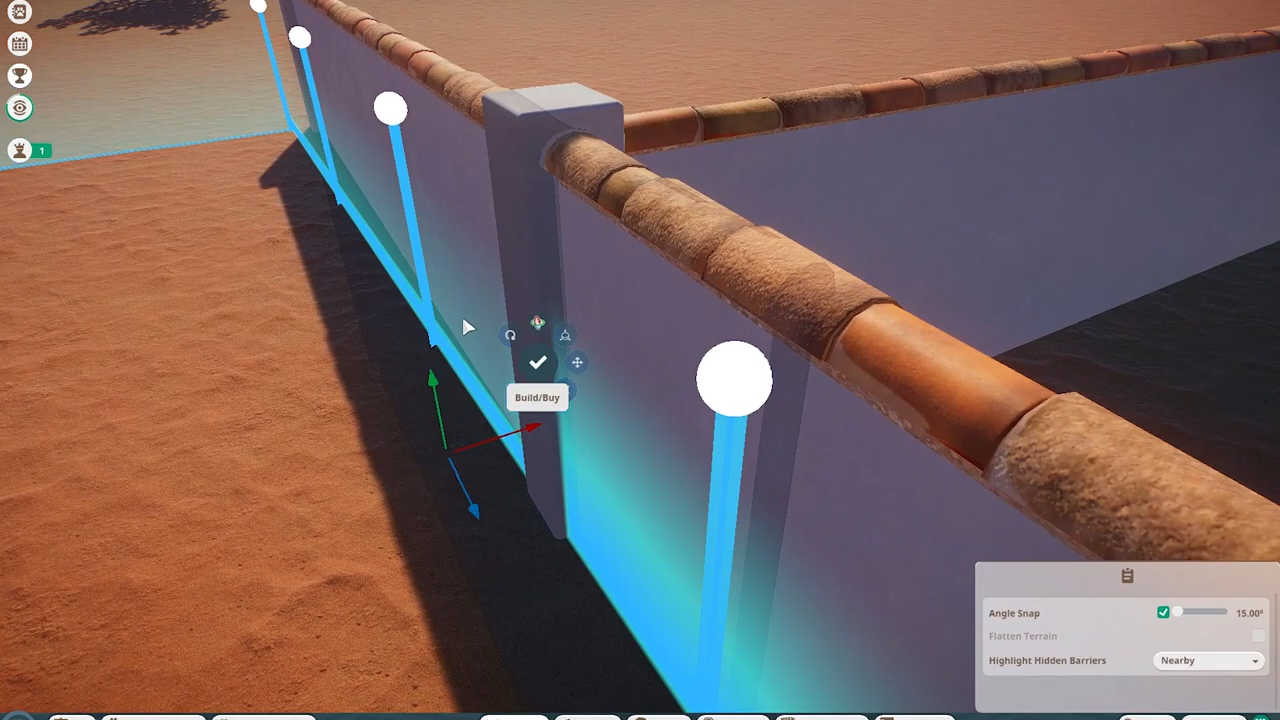 1
Build/Buy
Angle Snap 15.00°
Flatten Terrain
Highlight Hidden Barriers Nearby